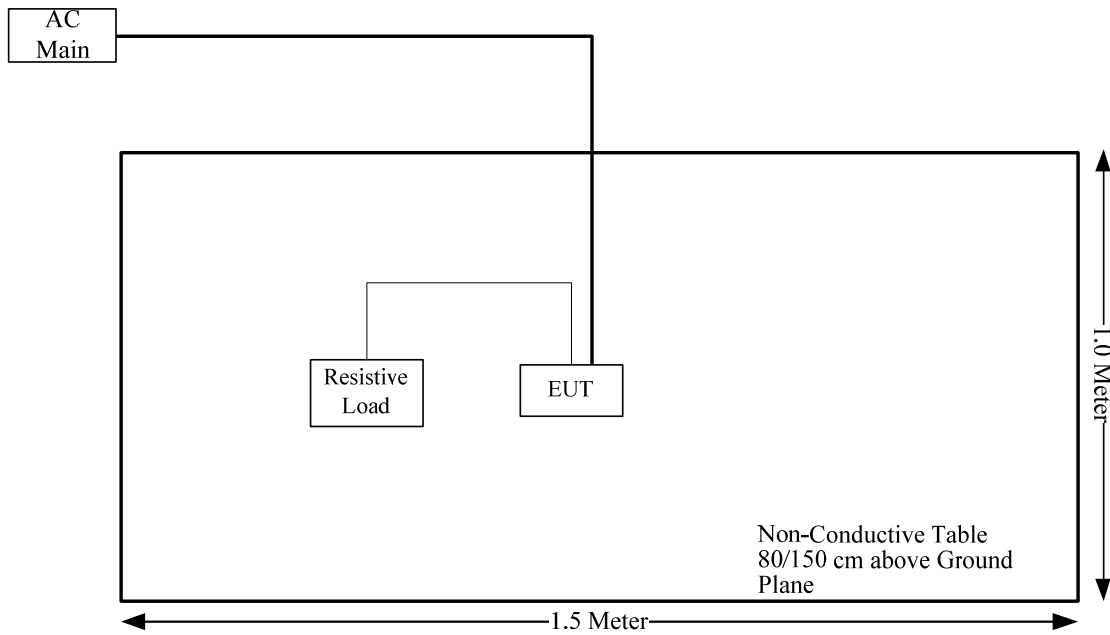 AC
Main
Resistive
Load
EUT
1.0 Meter
Non-Conductive Table
80/150 cm above Ground
Plane
1.5 Meter